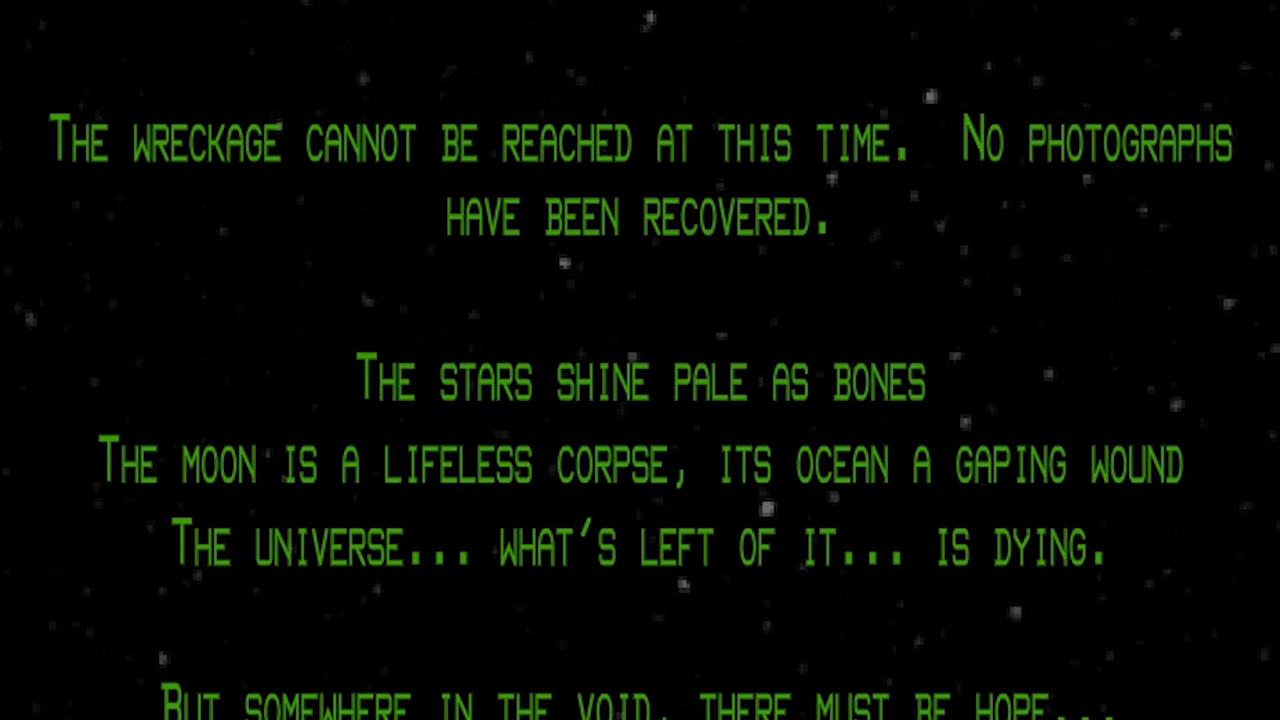 The wreckage cannot be reached at this time.  No photographs
have been recovered.
The stars shine pale as bones
The moon is a lifeless corpse, its ocean a gaping wound
The universe... what's left of it... is dying.
But somewhere in the void, there must be hope...